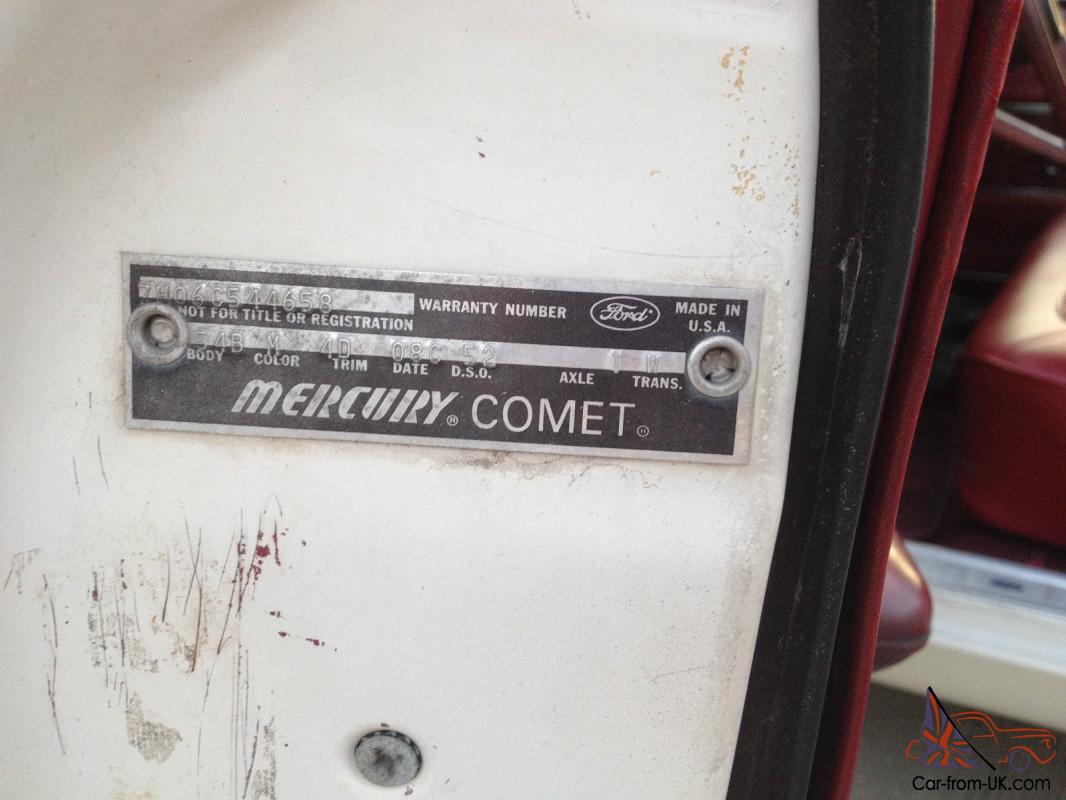 7H06C544658 WARRANTY NUMBER Ford MADE IN U.S.A.
NOT FOR TITLE OR REGISTRATION
54B M 4D 08C 52 1 W
BODY COLOR TRIM DATE D.S.O. AXLE TRANS.
MERCURY® COMET
Car-from-UK.com